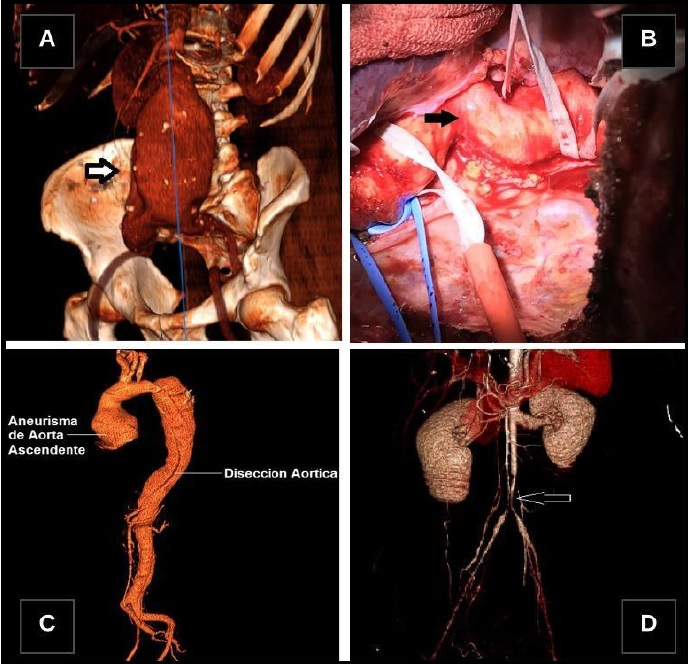 A
B
Aneurisma
de Aorta
Ascendente
Diseccion Aortica
C
D